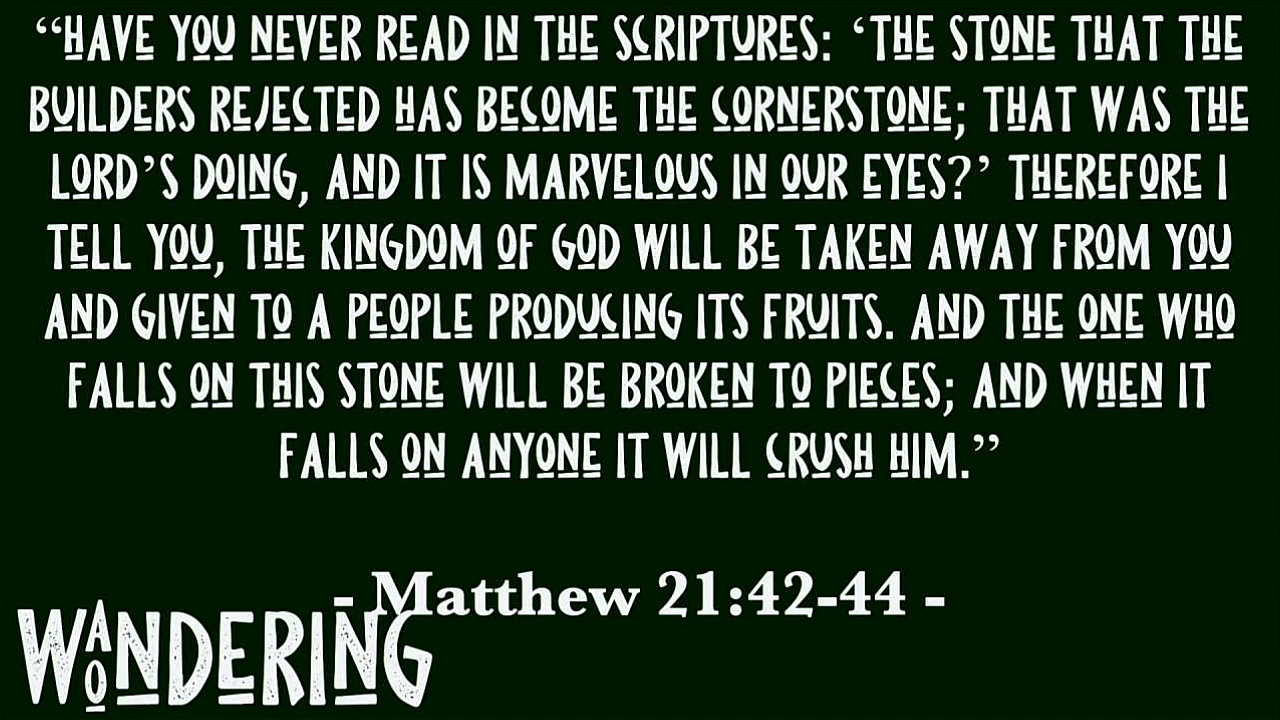 “HAVE YOU NEVER READ IN THE SCRIPTURES: ‘THE STONE THAT THE
BUILDERS REJECTED HAS BECOME THE CORNERSTONE; THAT WAS THE
LORD’S DOING, AND IT IS MARVELOUS IN OUR EYES?’ THEREFORE I
TELL YOU, THE KINGDOM OF GOD WILL BE TAKEN AWAY FROM YOU
AND GIVEN TO A PEOPLE PRODUCING ITS FRUITS. AND THE ONE WHO
FALLS ON THIS STONE WILL BE BROKEN TO PIECES; AND WHEN IT
FALLS ON ANYONE IT WILL CRUSH HIM.”
- Matthew 21:42-44 -
WAONDERING